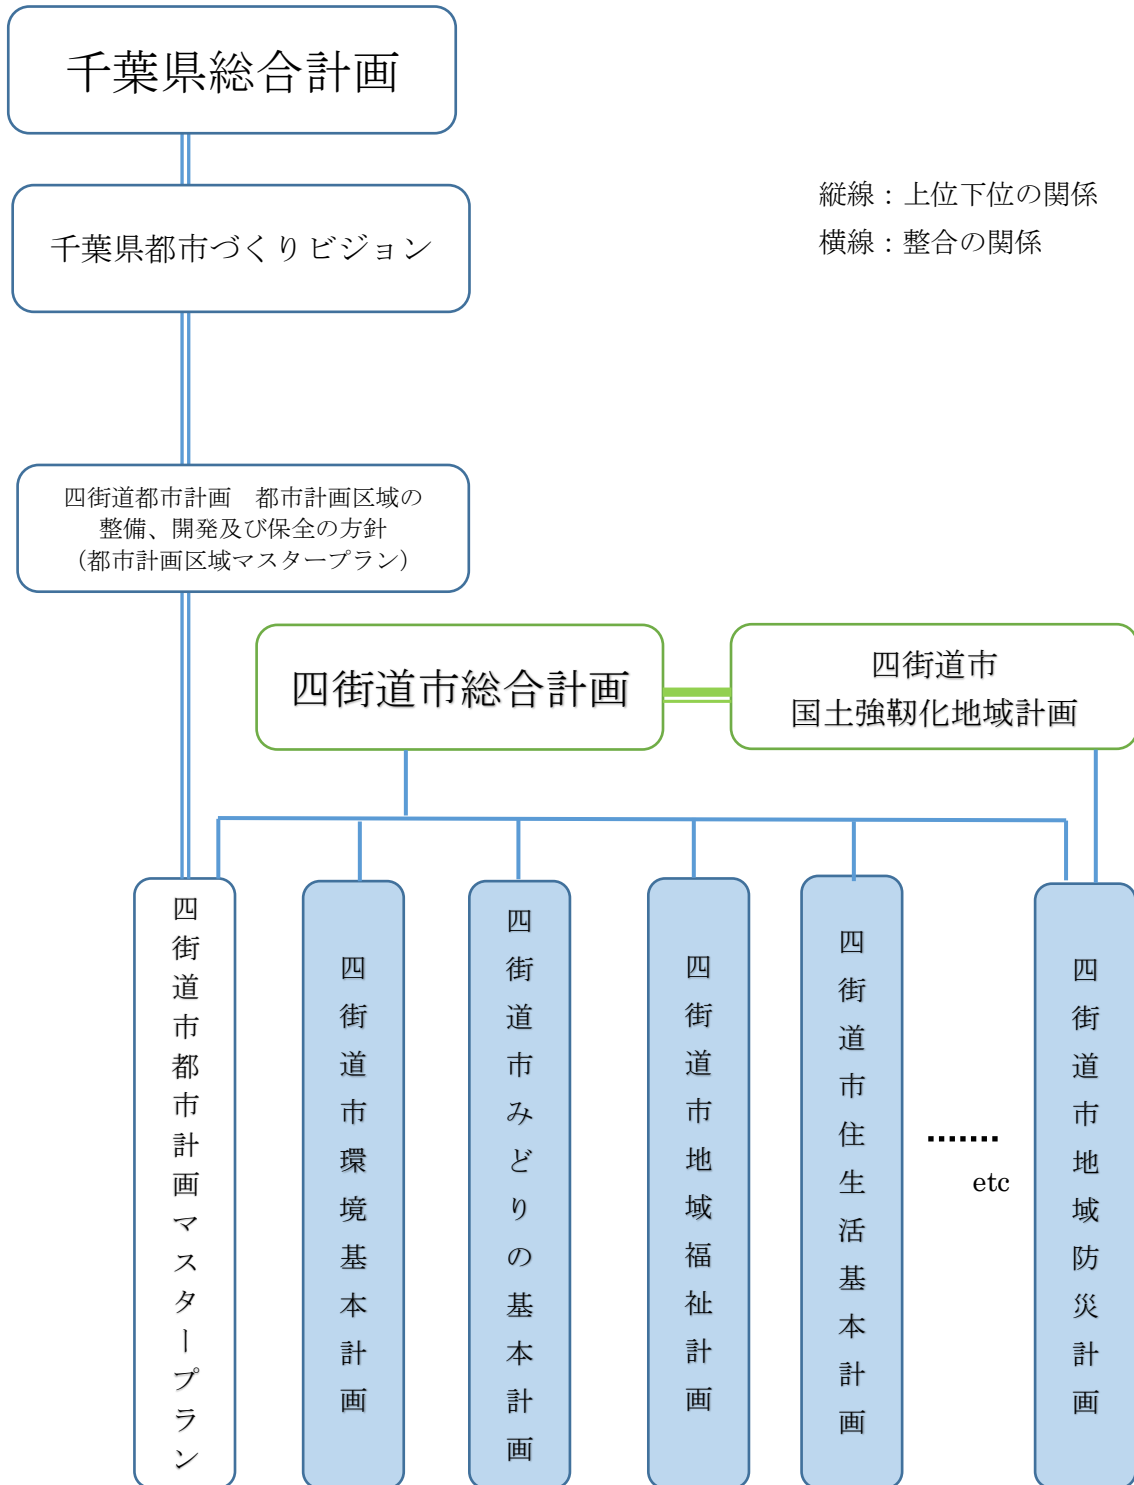 千葉県総合計画
千葉県都市づくりビジョン
縦線：上位下位の関係
横線：整合の関係
四街道都市計画　都市計画区域の
整備、開発及び保全の方針
（都市計画区域マスタープラン）
四街道市総合計画
四街道市
国土強靱化地域計画
四街道市都市計画マスタープラン
四街道市環境基本計画
四街道市みどりの基本計画
四街道市地域福祉計画
四街道市住生活基本計画
……. 
etc
四街道市地域防災計画